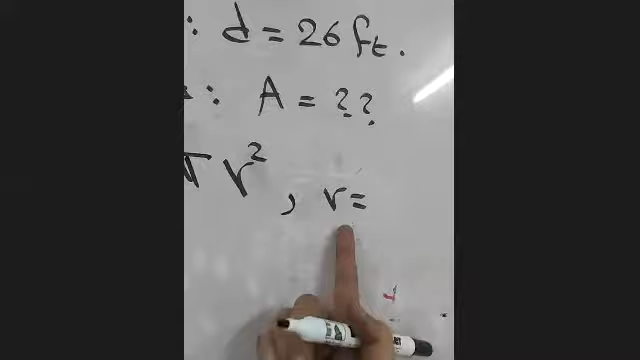 : d = 26 ft.
: A = ??
π r² , r =